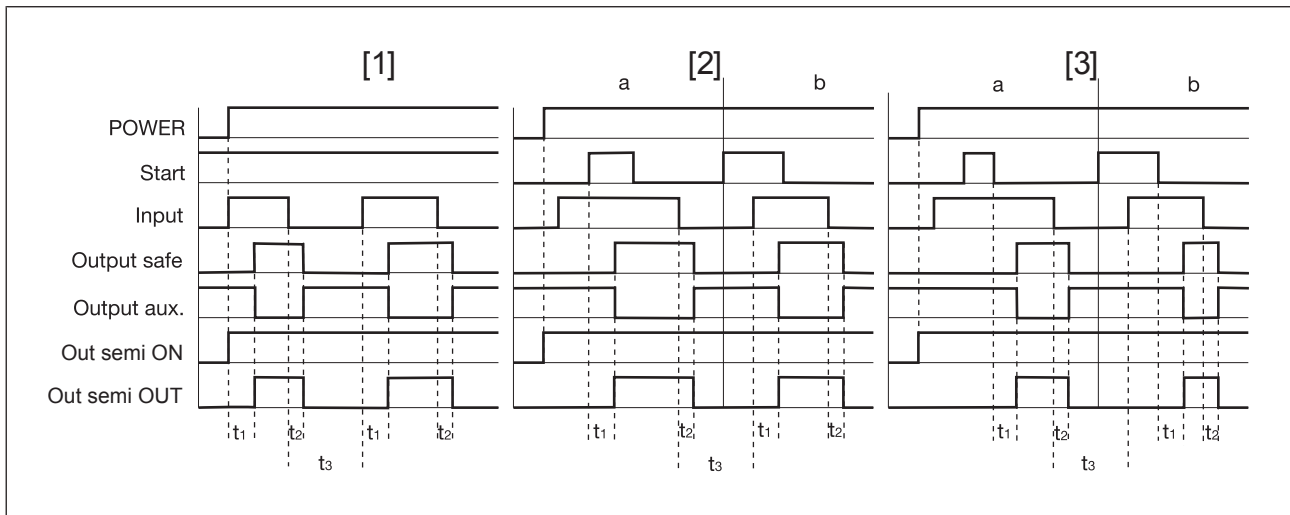 [1] [2] [3]
a b a b
POWER
Start
Input
Output safe
Output aux.
Out semi ON
Out semi OUT
t1 t2 t1 t2 t1 t2 t1 t2 t1 t2 t1 t2
t3 t3 t3